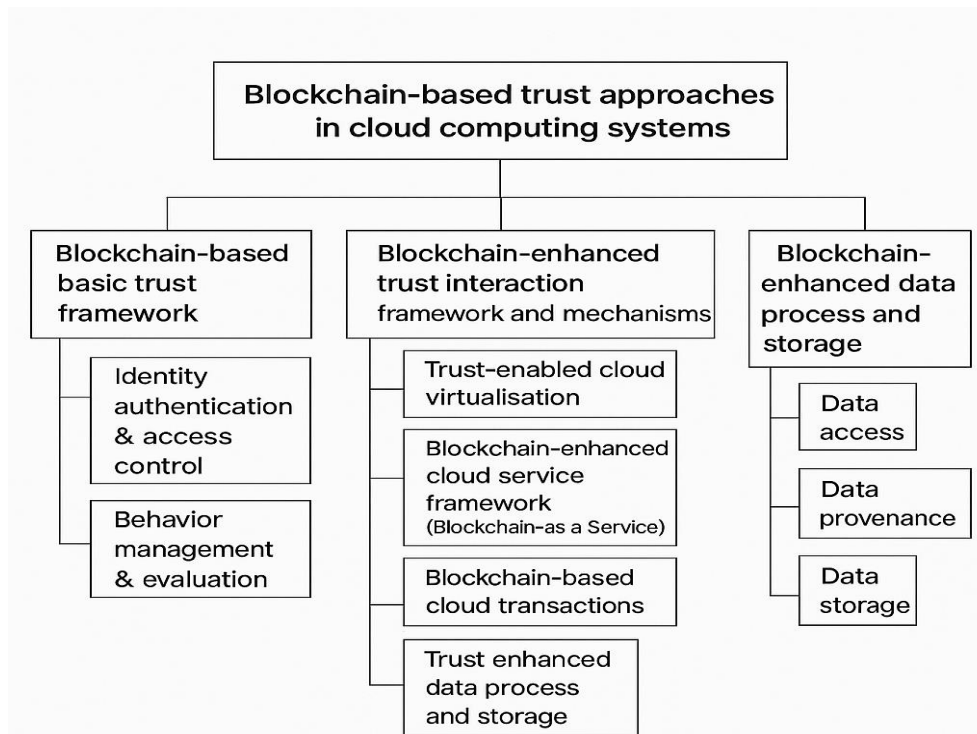 Blockchain-based trust approaches
in cloud computing systems
Blockchain-based
basic trust
framework
Identity
authentication
& access
control
Behavior
management
& evaluation
Blockchain-enhanced
trust interaction
framework and mechanisms
Trust-enabled cloud
virtualisation
Blockchain-enhanced
cloud service
framework
(Blockchain-as a Service)
Blockchain-based
cloud transactions
Trust enhanced
data process
and storage
Blockchain-
enhanced data
process and
storage
Data
access
Data
provenance
Data
storage